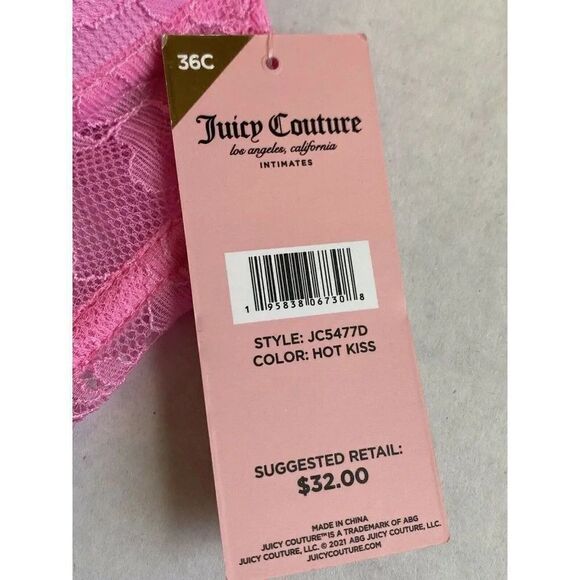 36C
Juicy Couture
los angeles, california
INTIMATES
1 95838 06730 8
STYLE: JC5477D
COLOR: HOT KISS
SUGGESTED RETAIL:
$32.00
MADE IN CHINA
JUICY COUTURE™ IS A TRADEMARK OF ABG
JUICY COUTURE, LLC. © 2021 ABG JUICY COUTURE, LLC.
JUICYCOUTURE.COM